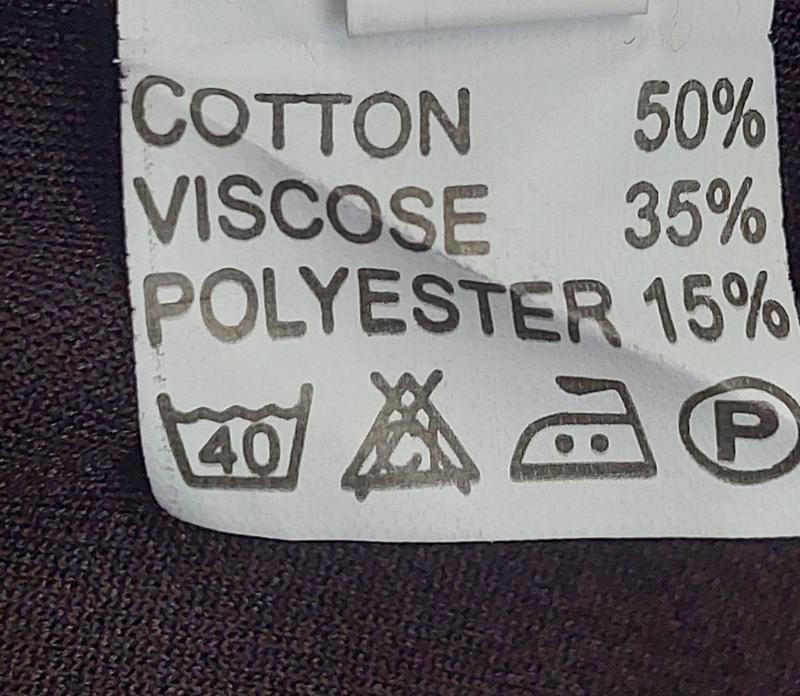 COTTON 50%
VISCOSE 35%
POLYESTER 15%
40 P